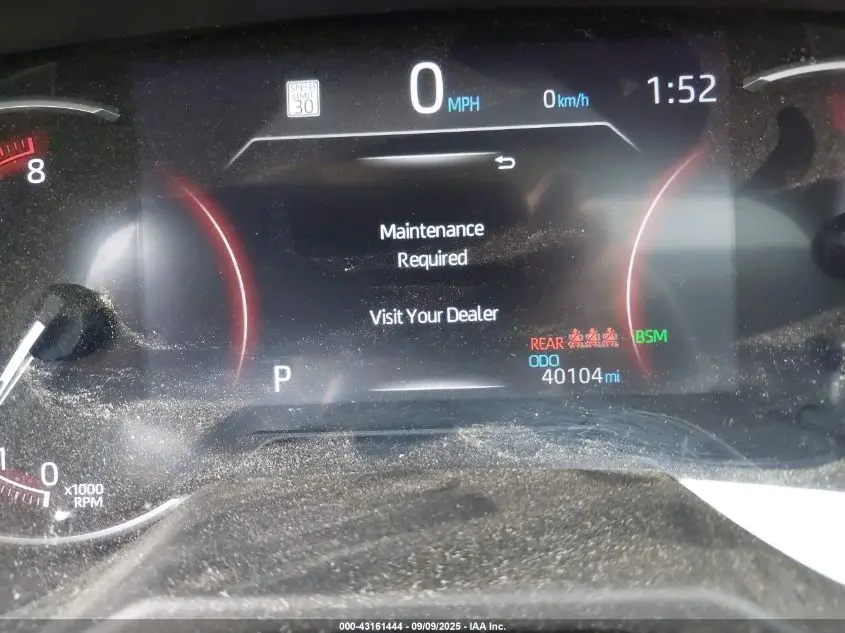 SPEED
LIMIT
30
0 MPH
0 km/h
1:52
8
Maintenance
Required
Visit Your Dealer
REAR
BSM
ODO
40104 mi
P
1
0
x1000
RPM
000-43161444 - 09/09/2025 - IAA Inc.